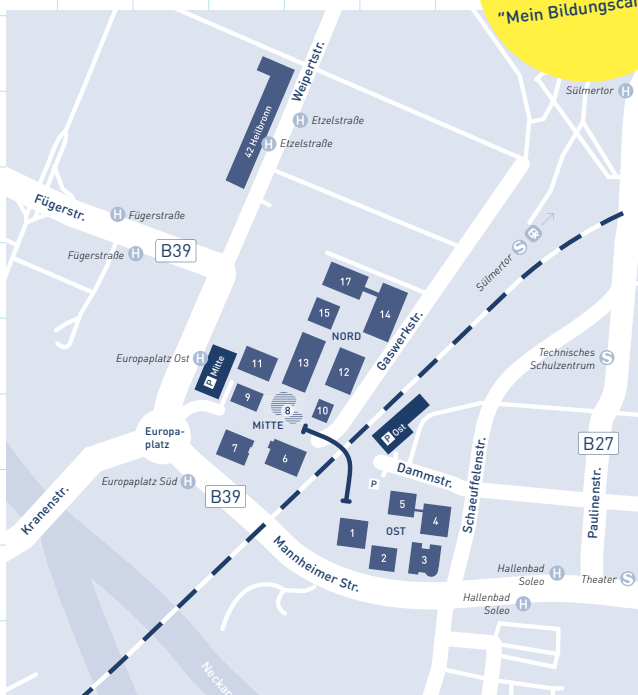 "Mein Bildungsca
Sülmertor H
Weipertstr.
H Etzelstraße
H Etzelstraße
42 Heilbronn
Fügerstr.
H Fügerstraße
Fügerstraße H
B39
Sülmertor S
17
15
14
NORD
Gaswerkstr.
13
12
11
Europaplatz Ost H
P Mitte
Technisches
Schulzentrum S
9
8
10
MITTE
P Ost
Europa-
platz
7
6
B27
Europaplatz Süd H
B39
Dammstr.
P
Schaeuffelenstr.
Paulinenstr.
Kranenstr.
5
4
OST
1
2
3
Mannheimer Str.
Hallenbad
Soleo H
Theater S
Hallenbad
Soleo H
Neckar